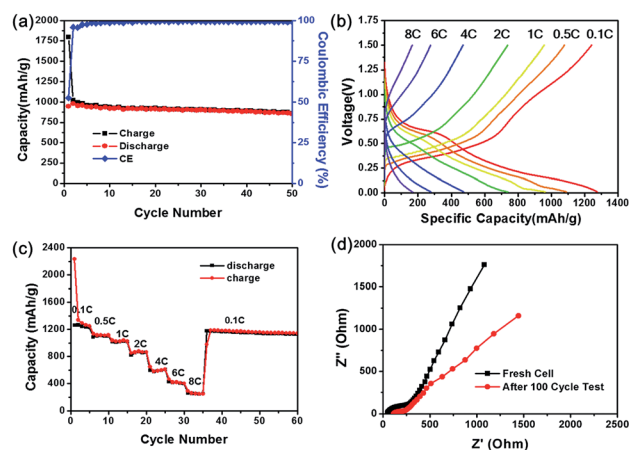 (a)
2000
1750
1500
1250
1000
750
500
250
0
Capacity(mAh/g)
100
75
50
25
0
Coulombic Efficiency (%)
Charge
Discharge
CE
0 10 20 30 40 50
Cycle Number
(b)
1.75
1.50
1.25
1.00
0.75
0.50
0.25
0.00
Voltage(V)
8C 6C 4C 2C 1C 0.5C 0.1C
0 200 400 600 800 1000 1200 1400
Specific Capacity(mAh/g)
(c)
2400
2000
1600
1200
800
400
0
Capacity (mAh/g)
discharge
charge
0.1C
0.5C
1C
2C
4C
6C
8C
0.1C
0 10 20 30 40 50 60
Cycle Number
(d)
2000
1500
1000
500
0
Z'' (Ohm)
Fresh Cell
After 100 Cycle Test
0 500 1000 1500 2000
Z' (Ohm)